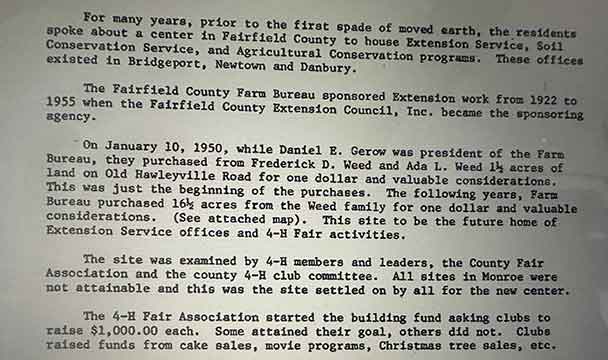 For many years, prior to the first spade of moved earth, the residents
spoke about a center in Fairfield County to house Extension Service, Soil
Conservation Service, and Agricultural Conservation programs. These offices
existed in Bridgeport, Newtown and Danbury.
The Fairfield County Farm Bureau sponsored Extension work from 1922 to
1955 when the Fairfield County Extension Council, Inc. became the sponsoring
agency.
On January 10, 1950, while Daniel E. Gerow was president of the Farm
Bureau, they purchased from Frederick D. Weed and Ada L. Weed 1½ acres of
land on Old Hawleyville Road for one dollar and valuable considerations.
This was just the beginning of the purchases. The following years, Farm
Bureau purchased 16½ acres from the Weed family for one dollar and valuable
considerations. (See attached map). This site to be the future home of
Extension Service offices and 4-H Fair activities.
The site was examined by 4-H members and leaders, the County Fair
Association and the county 4-H club committee. All sites in Monroe were
not attainable and this was the site settled on by all for the new center.
The 4-H Fair Association started the building fund asking clubs to
raise $1,000.00 each. Some attained their goal, others did not. Clubs
raised funds from cake sales, movie programs, Christmas tree sales, etc.